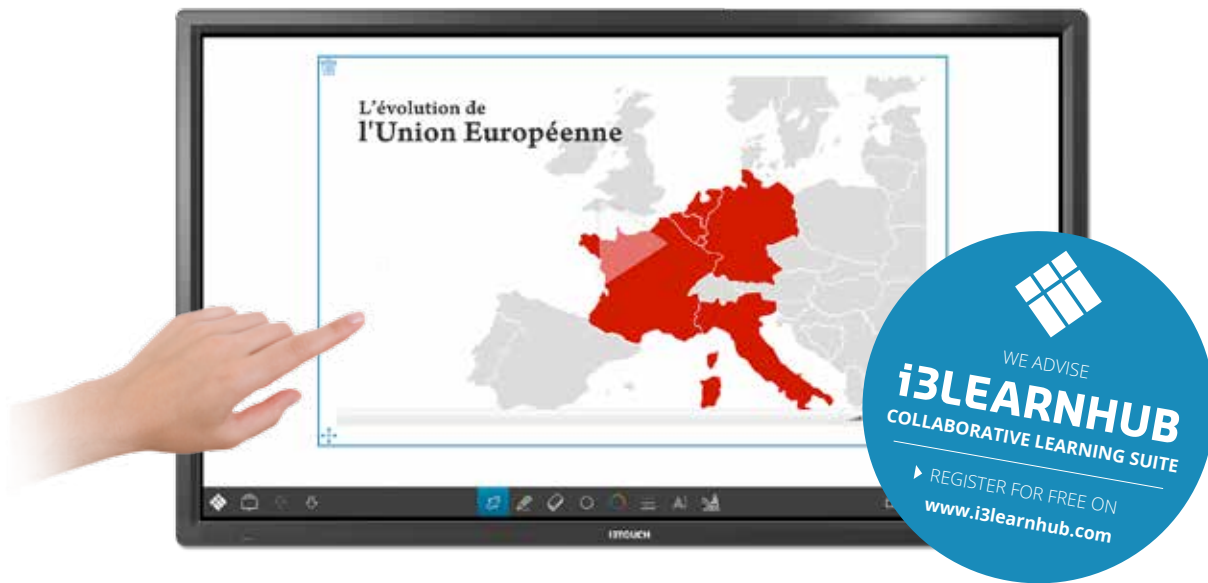 L'évolution de
l'Union Européenne
WE ADVISE
i3LEARNHUB
COLLABORATIVE LEARNING SUITE
REGISTER FOR FREE ON
www.i3learnhub.com
A
i3TOUCH